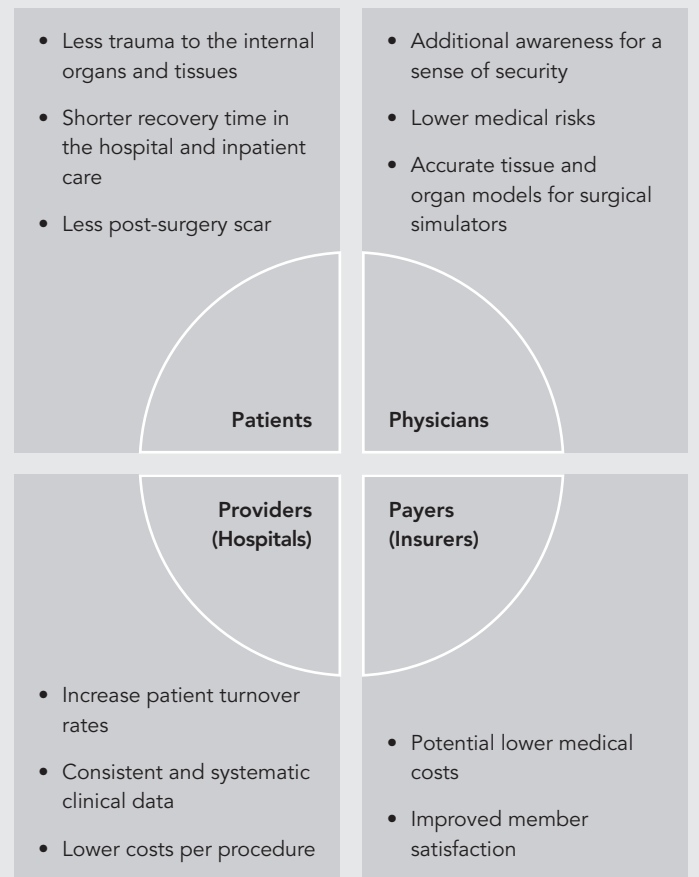 • Less trauma to the internal
organs and tissues
• Shorter recovery time in
the hospital and inpatient
care
• Less post-surgery scar
Patients
• Additional awareness for a
sense of security
• Lower medical risks
• Accurate tissue and
organ models for surgical
simulators
Physicians
Providers
(Hospitals)
• Increase patient turnover
rates
• Consistent and systematic
clinical data
• Lower costs per procedure
Payers
(Insurers)
• Potential lower medical
costs
• Improved member
satisfaction